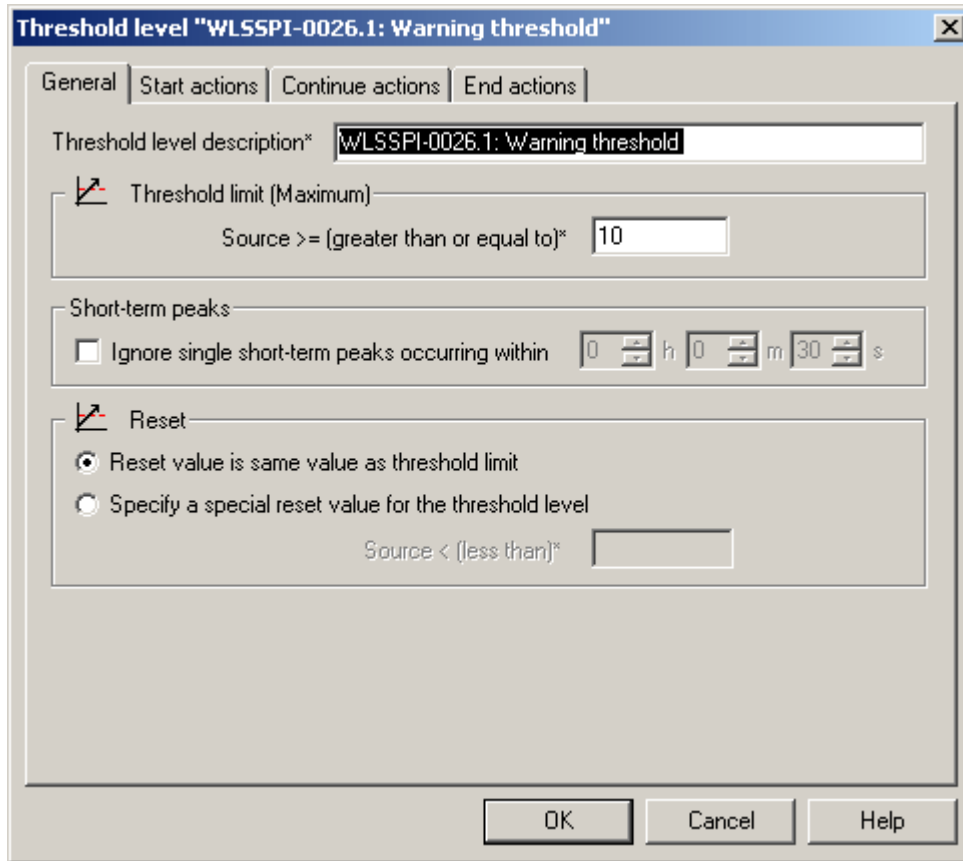 Threshold level "WLSSPI-0026.1: Warning threshold"
General Start actions Continue actions End actions
Threshold level description* WLSSPI-0026.1: Warning threshold
Threshold limit (Maximum)
Source >= (greater than or equal to)* 10
Short-term peaks
Ignore single short-term peaks occurring within 0 h 0 m 30 s
Reset
Reset value is same value as threshold limit
Specify a special reset value for the threshold level
Source < (less than)*
OK Cancel Help